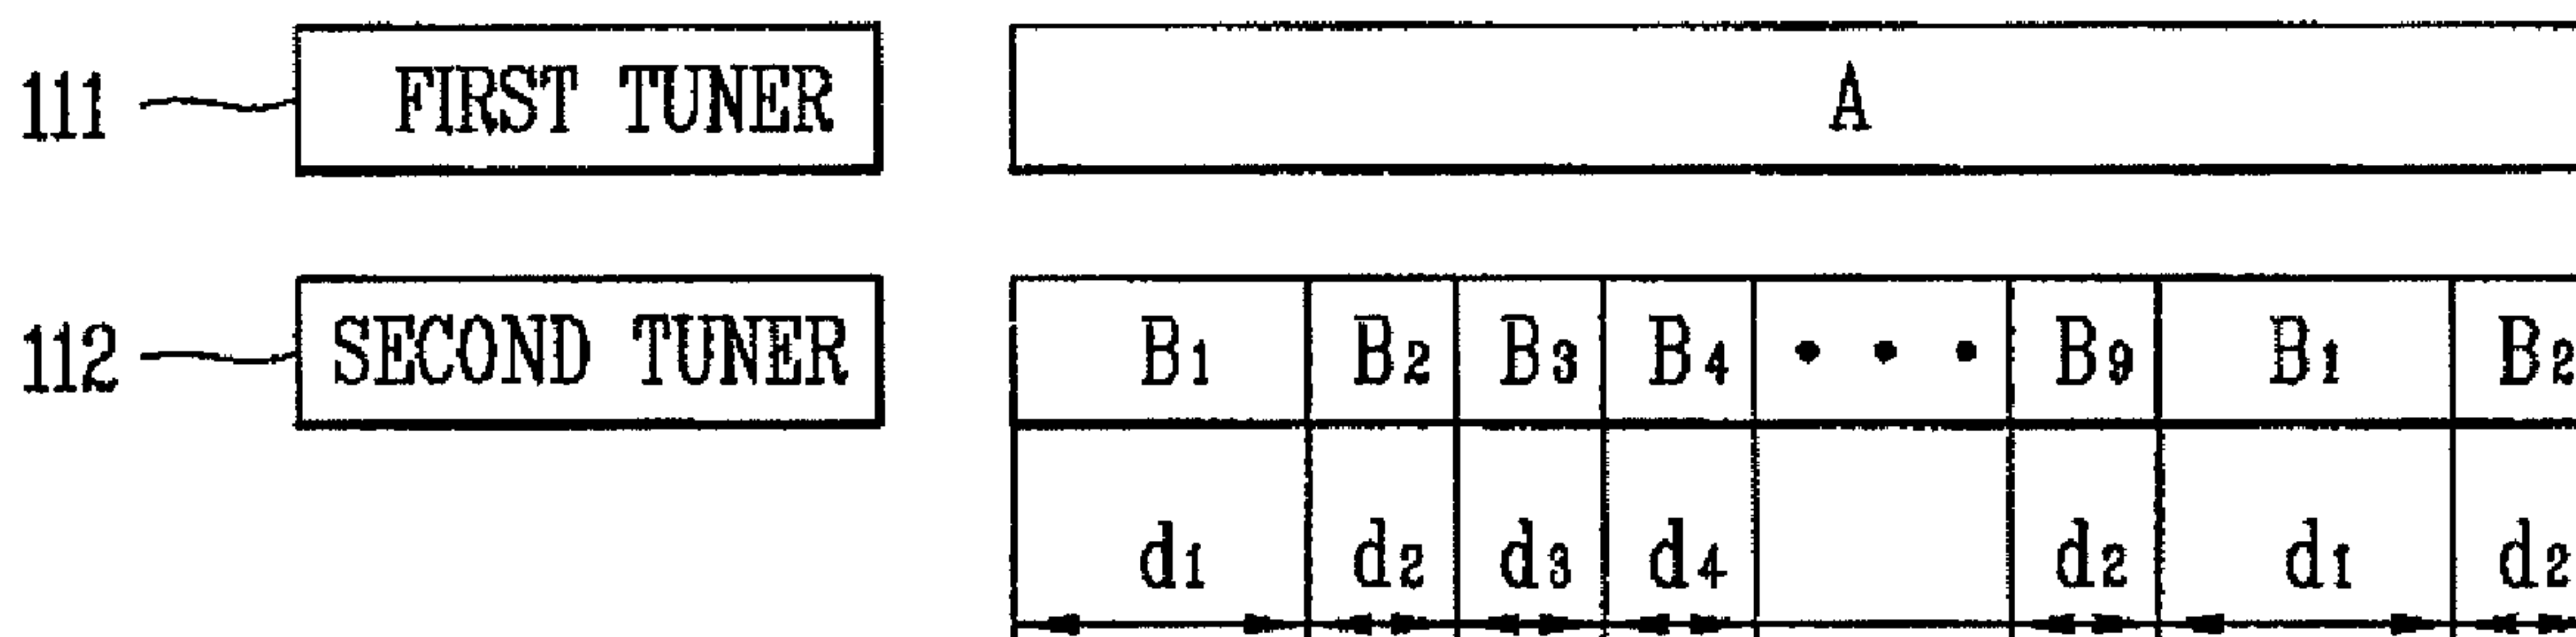 111 FIRST TUNER A
112 SECOND TUNER B1 B2 B3 B4 • • • B9 B1 B2
d1 d2 d3 d4 d2 d1 d2